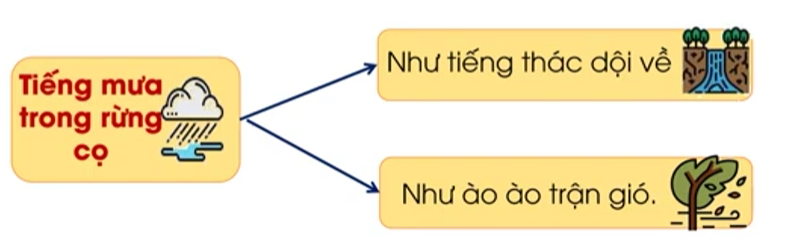 Tiếng mưa
trong rừng
cọ
Như tiếng thác dội về
Như ào ào trận gió.